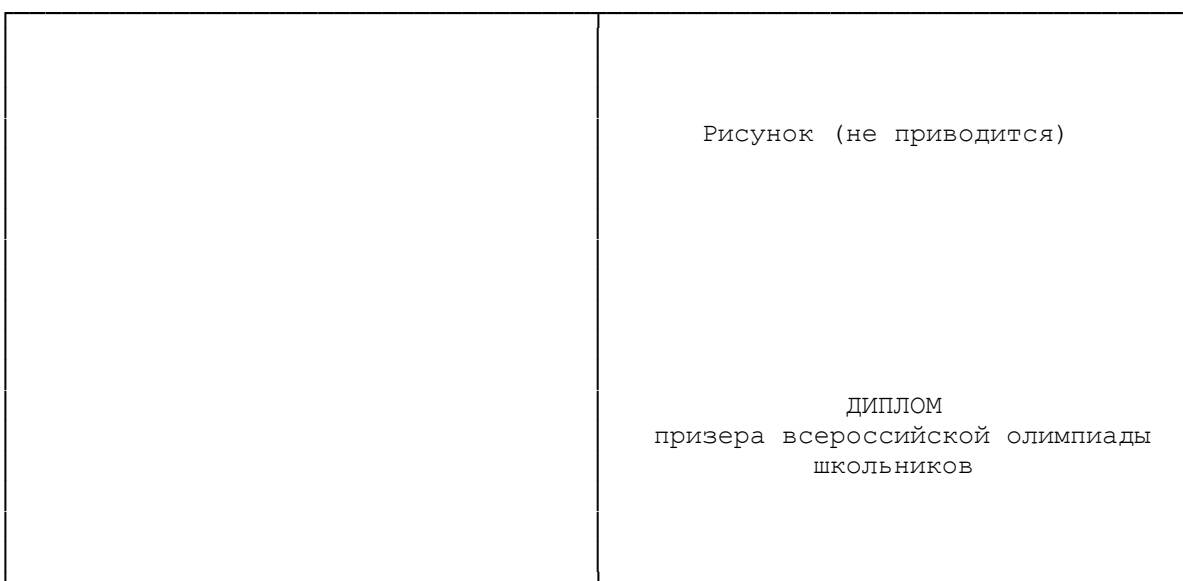 Рисунок (не приводится)
ДИПЛОМ
призера всероссийской олимпиады
школьников